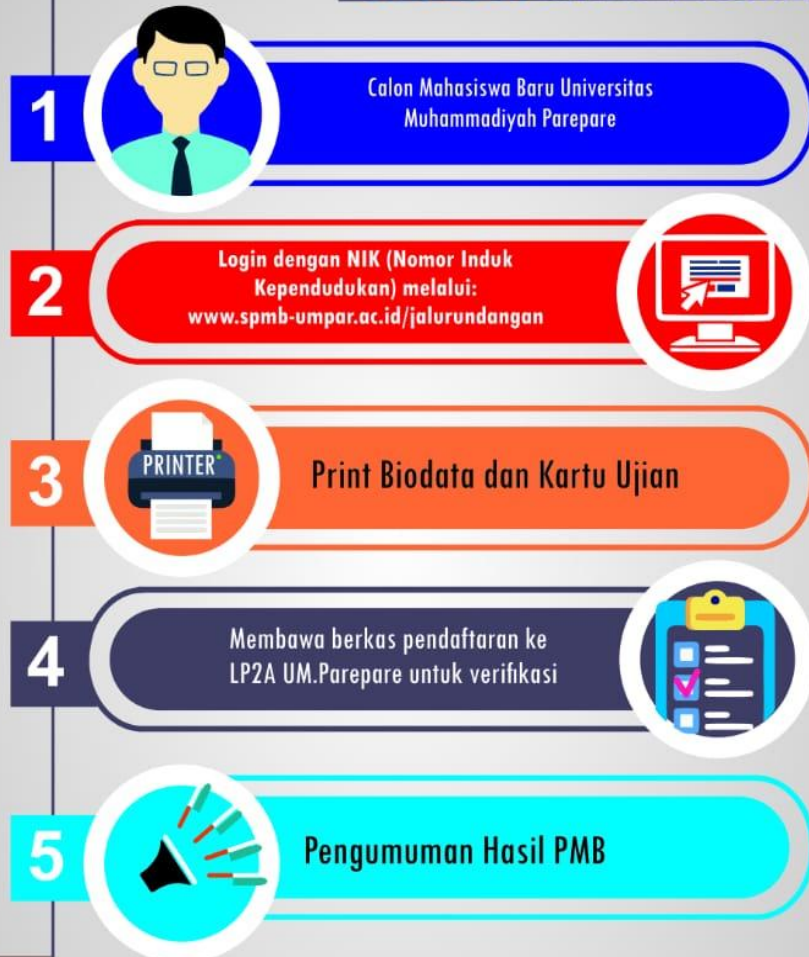 1
Calon Mahasiswa Baru Universitas
Muhammadiyah Parepare
2
Login dengan NIK (Nomor Induk
Kependudukan) melalui:
www.spmb-umpar.ac.id/jalurundangan
3
PRINTER
Print Biodata dan Kartu Ujian
4
Membawa berkas pendaftaran ke
LP2A UM.Parepare untuk verifikasi
5
Pengumuman Hasil PMB